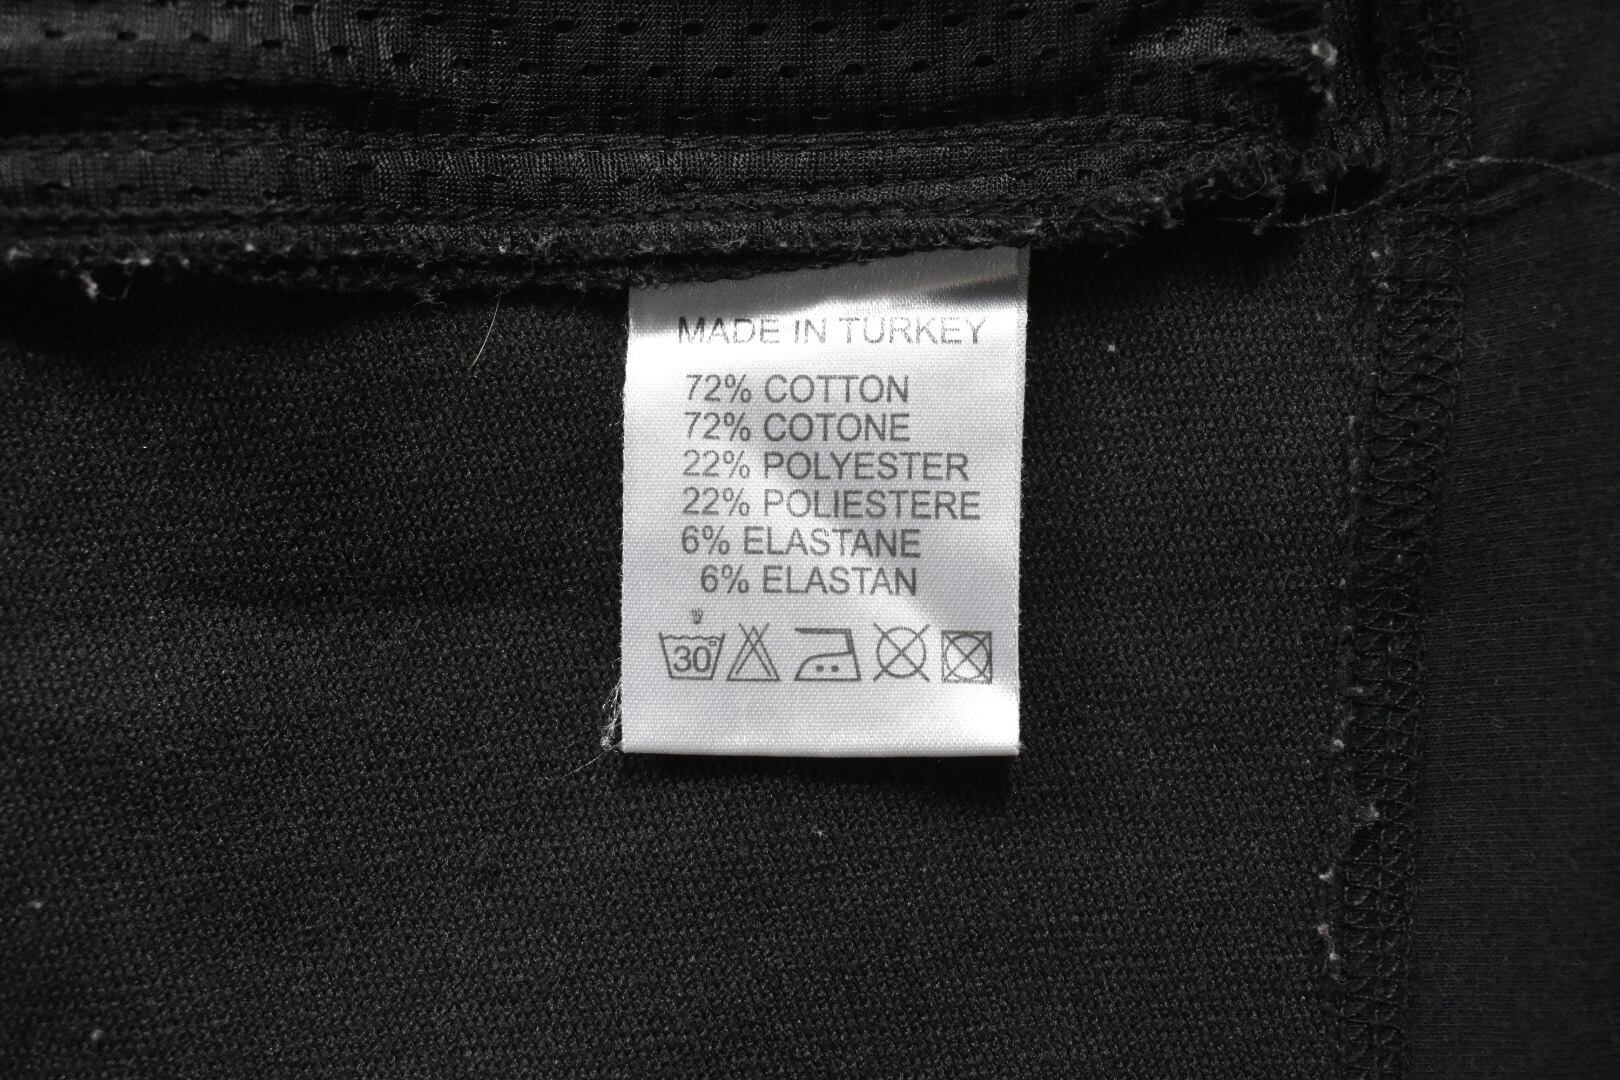 MADE IN TURKEY
72% COTTON
72% COTONE
22% POLYESTER
22% POLIESTERE
6% ELASTANE
6% ELASTAN
30°